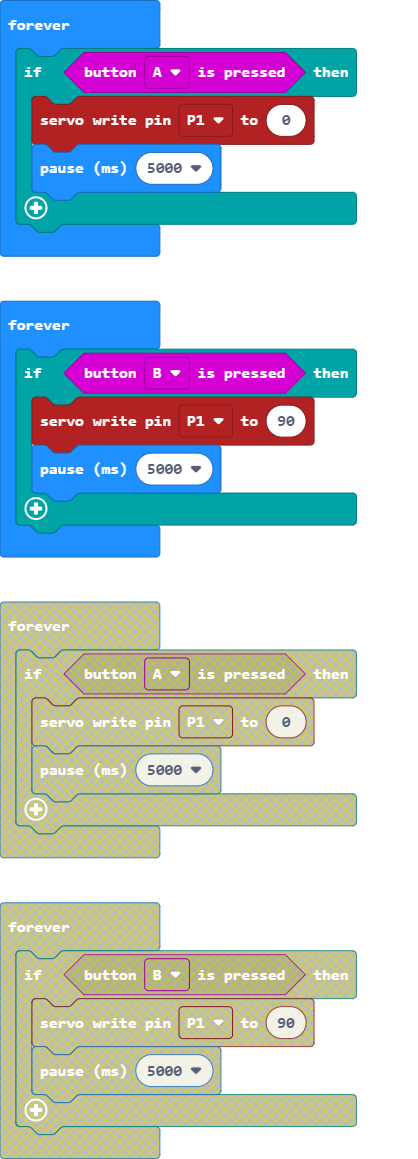 forever
if button A is pressed then
servo write pin P1 to 0
pause (ms) 5000
forever
if button B is pressed then
servo write pin P1 to 90
pause (ms) 5000
forever
if button A is pressed then
servo write pin P1 to 0
pause (ms) 5000
forever
if button B is pressed then
servo write pin P1 to 90
pause (ms) 5000